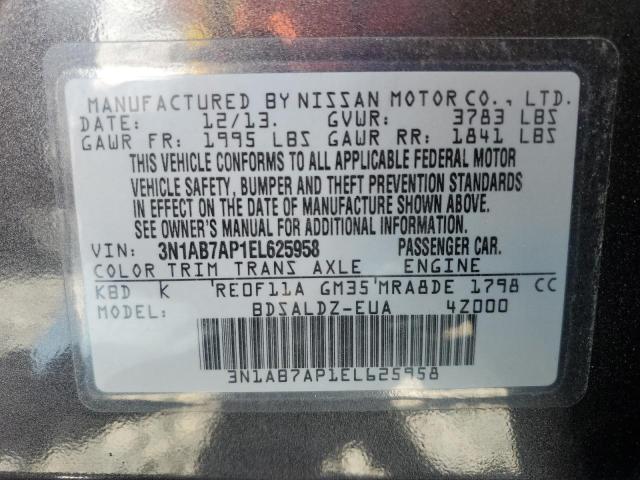 MANUFACTURED BY NISSAN MOTOR CO., LTD.
DATE: 12/13. GVWR: 3783 LBS
GAWR FR: 1995 LBS GAWR RR: 1841 LBS
THIS VEHICLE CONFORMS TO ALL APPLICABLE FEDERAL MOTOR
VEHICLE SAFETY, BUMPER AND THEFT PREVENTION STANDARDS
IN EFFECT ON THE DATE OF MANUFACTURE SHOWN ABOVE.
SEE OWNER'S MANUAL FOR ADDITIONAL INFORMATION.
VIN: 3N1AB7AP1EL625958 PASSENGER CAR.
COLOR TRIM TRANS AXLE ENGINE
KBD K 'RE0F11A GM35'MRA8DE 1798 CC
MODEL: BDSALDZ-EUA 4Z000
3N1AB7AP1EL625958